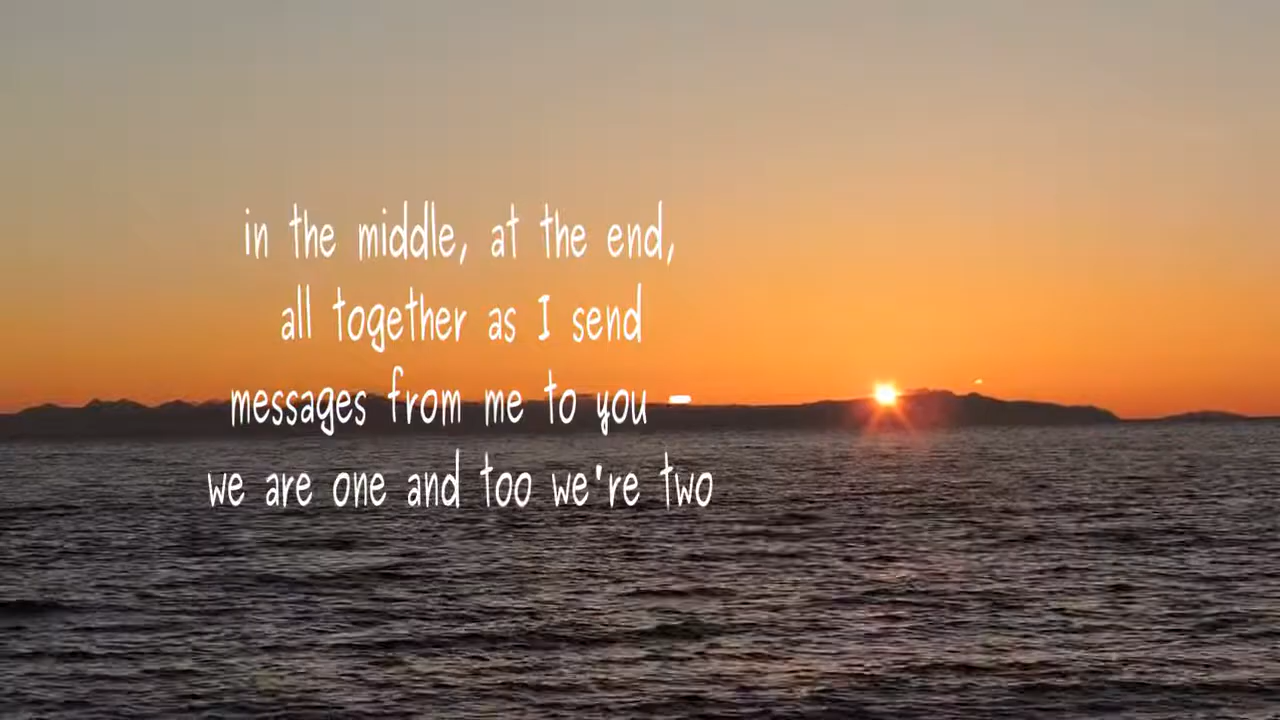 in the middle, at the end,
all together as I send
messages from me to you -
we are one and too we're two